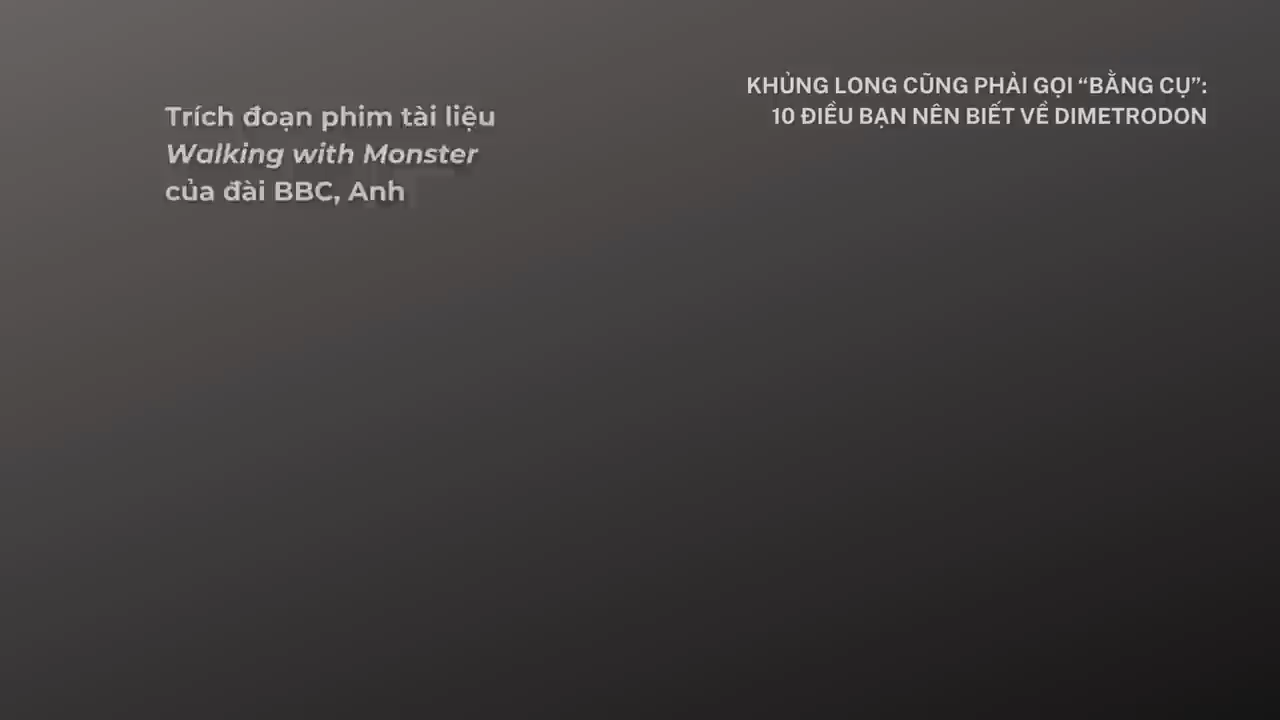 Trích đoạn phim tài liệu
Walking with Monster
của đài BBC, Anh
KHỦNG LONG CŨNG PHẢI GỌI “BẰNG CỤ”:
10 ĐIỀU BẠN NÊN BIẾT VỀ DIMETRODON